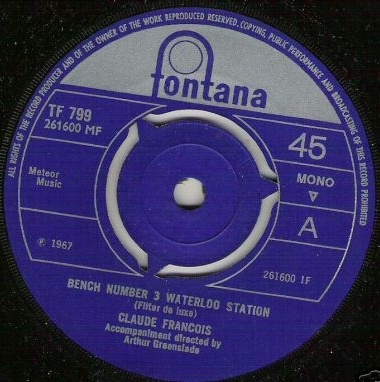 ALL RIGHTS OF THE RECORD PRODUCER AND OF THE OWNER OF THE WORK REPRODUCED RESERVED. COPYING, PUBLIC PERFORMANCE AND BROADCASTING OF THIS RECORD PROHIBITED
fontana
TF 799
261600 MF
45
Meteor
Music
MONO
A
℗ 1967
261600 1F
BENCH NUMBER 3 WATERLOO STATION
(Filter de luxe)
CLAUDE FRANCOIS
Accompaniment directed by
Arthur Greenslade